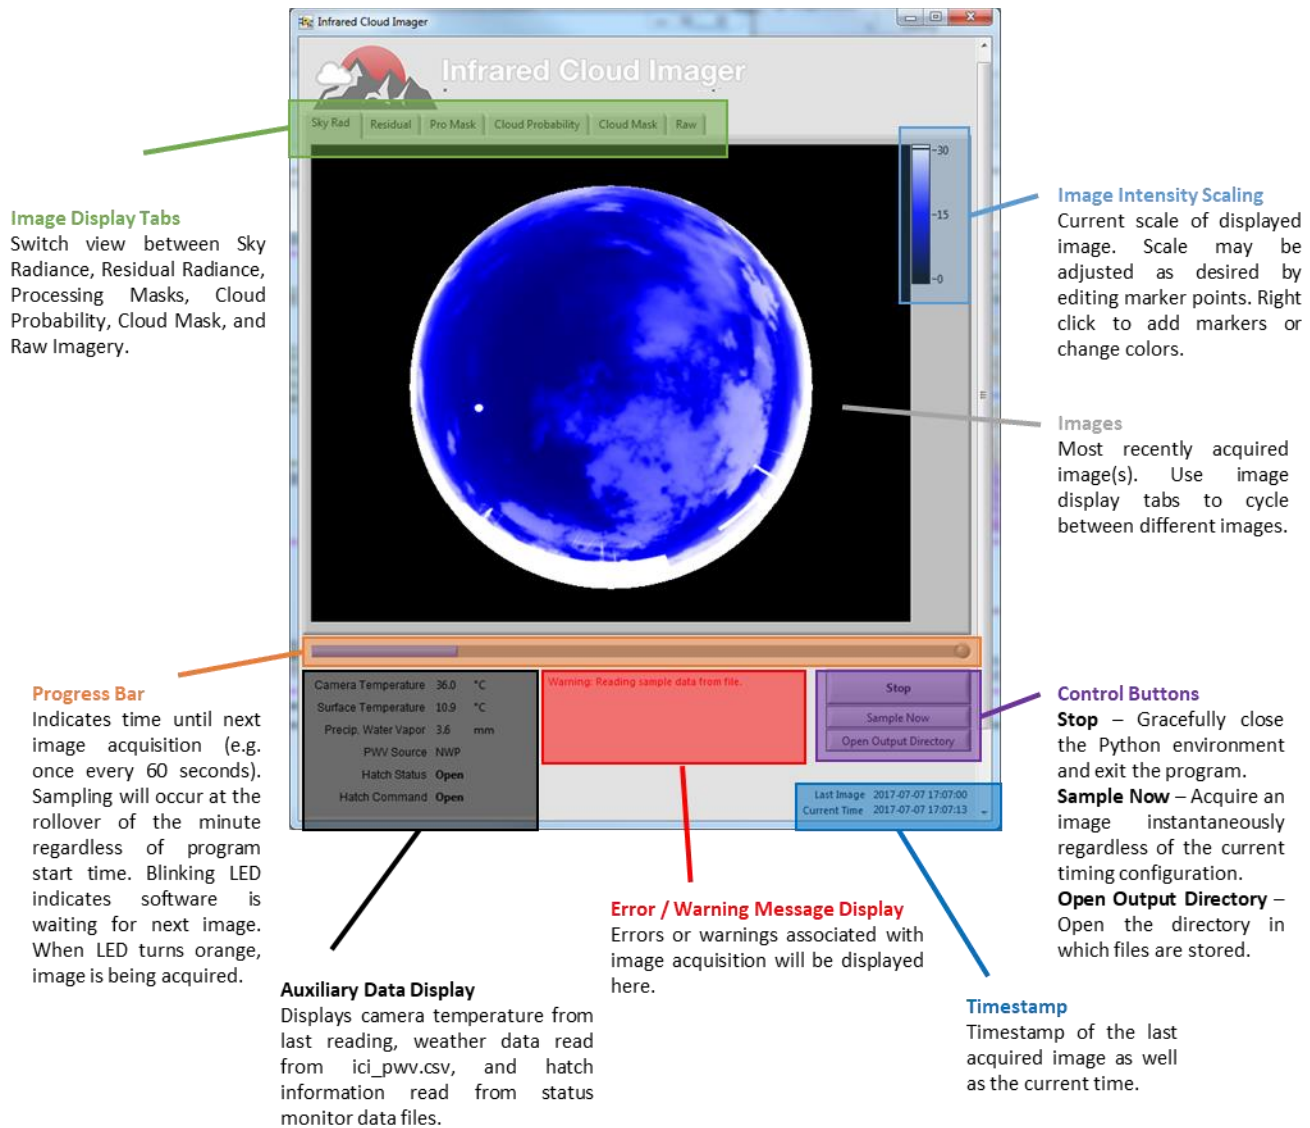 Infrared Cloud Imager
Infrared Cloud Imager
Sky Rad Residual Pro Mask Cloud Probability Cloud Mask Raw
30
15
0
Image Display Tabs
Switch view between Sky
Radiance, Residual Radiance,
Processing Masks, Cloud
Probability, Cloud Mask, and
Raw Imagery.
Image Intensity Scaling
Current scale of displayed
image. Scale may be
adjusted as desired by
editing marker points. Right
click to add markers or
change colors.
Images
Most recently acquired
image(s). Use image
display tabs to cycle
between different images.
Progress Bar
Indicates time until next
image acquisition (e.g.
once every 60 seconds).
Sampling will occur at the
rollover of the minute
regardless of program
start time. Blinking LED
indicates software is
waiting for next image.
When LED turns orange,
image is being acquired.
Camera Temperature 36.0 °C
Surface Temperature 10.9 °C
Precip. Water Vapor 3.6 mm
PWV Source NWP
Hatch Status Open
Hatch Command Open
Warning: Reading sample data from file.
Stop
Sample Now
Open Output Directory
Last Image 2017-07-07 17:07:00
Current Time 2017-07-07 17:07:13
Control Buttons
Stop – Gracefully close
the Python environment
and exit the program.
Sample Now – Acquire an
image instantaneously
regardless of the current
timing configuration.
Open Output Directory –
Open the directory in
which files are stored.
Auxiliary Data Display
Displays camera temperature from
last reading, weather data read
from ici_pwv.csv, and hatch
information read from status
monitor data files.
Error / Warning Message Display
Errors or warnings associated with
image acquisition will be displayed
here.
Timestamp
Timestamp of the last
acquired image as well
as the current time.